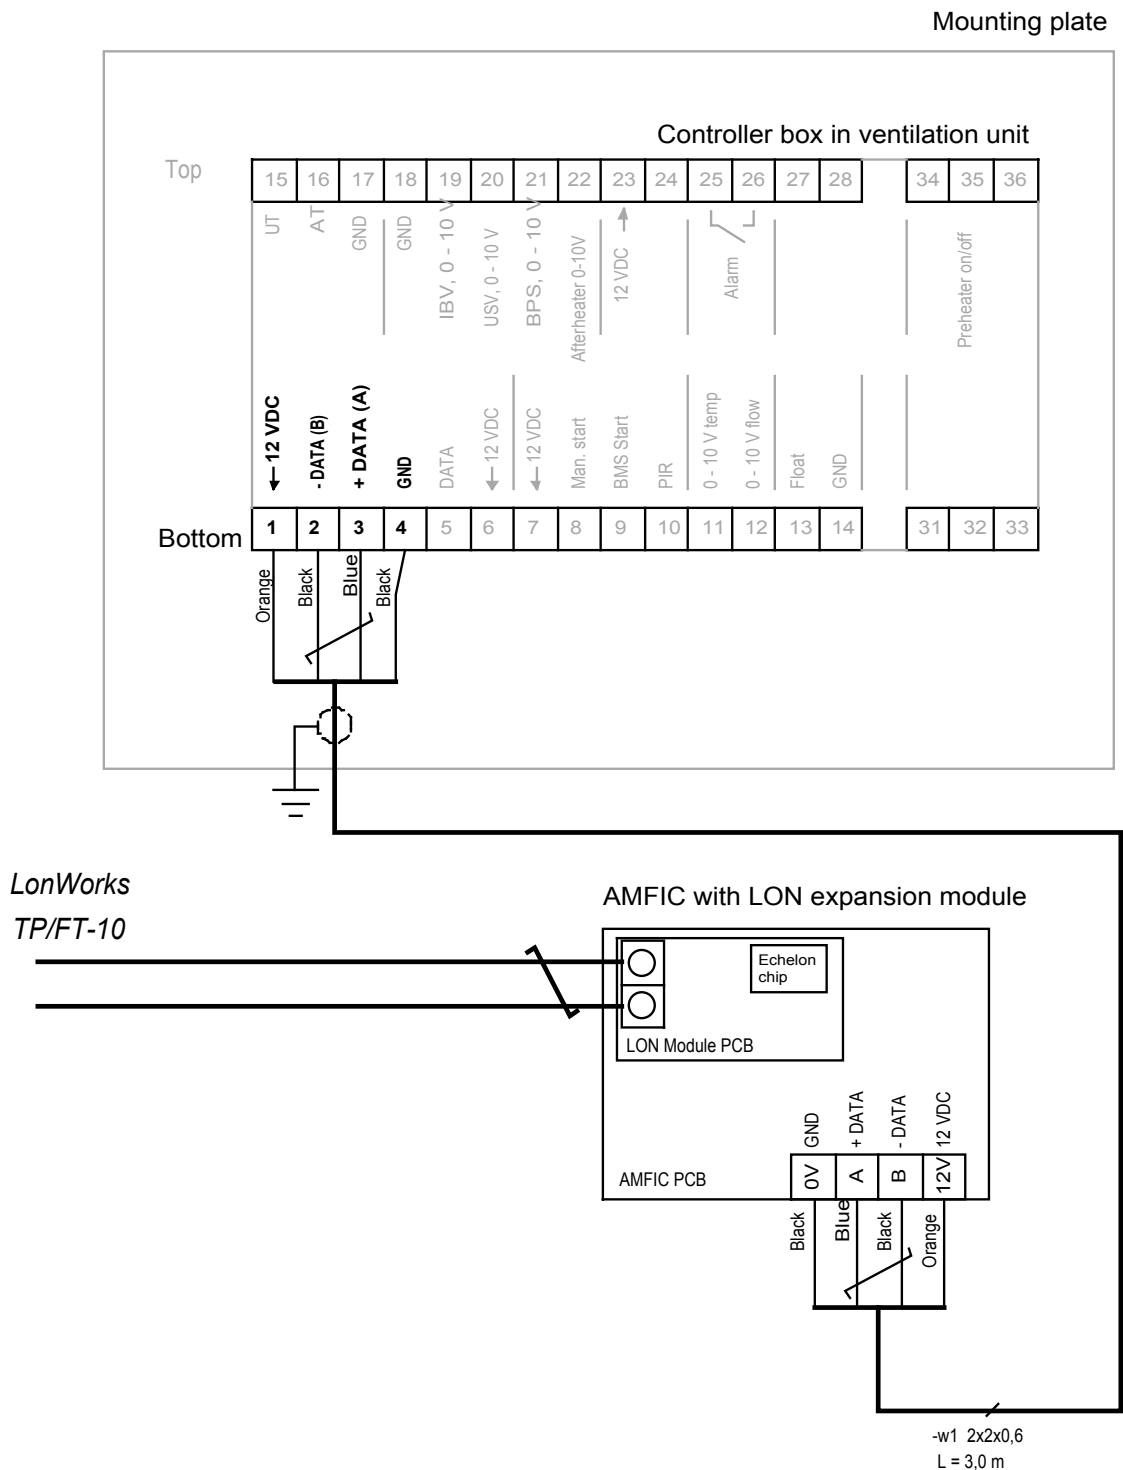 Mounting plate
Controller box in ventilation unit
Top
15 16 17 18 19 20 21 22 23 24 25 26 27 28 34 35 36
UT
AT
GND
GND
IBV, 0 - 10 V
USV, 0 - 10 V
BPS, 0 - 10 V
Afterheater 0-10V
12 VDC
Alarm
Preheater on/off
12 VDC
- DATA (B)
+ DATA (A)
GND
DATA
12 VDC
12 VDC
Man. start
BMS Start
PIR
0 - 10 V temp
0 - 10 V flow
Float
GND
Bottom
1 2 3 4 5 6 7 8 9 10 11 12 13 14 31 32 33
Orange
Black
Blue
Black
LonWorks
TP/FT-10
AMFIC with LON expansion module
Echelon
chip
LON Module PCB
GND
+ DATA
- DATA
12 VDC
AMFIC PCB
0V
A
B
12V
Black
Blue
Black
Orange
-w1 2x2x0,6
L = 3,0 m